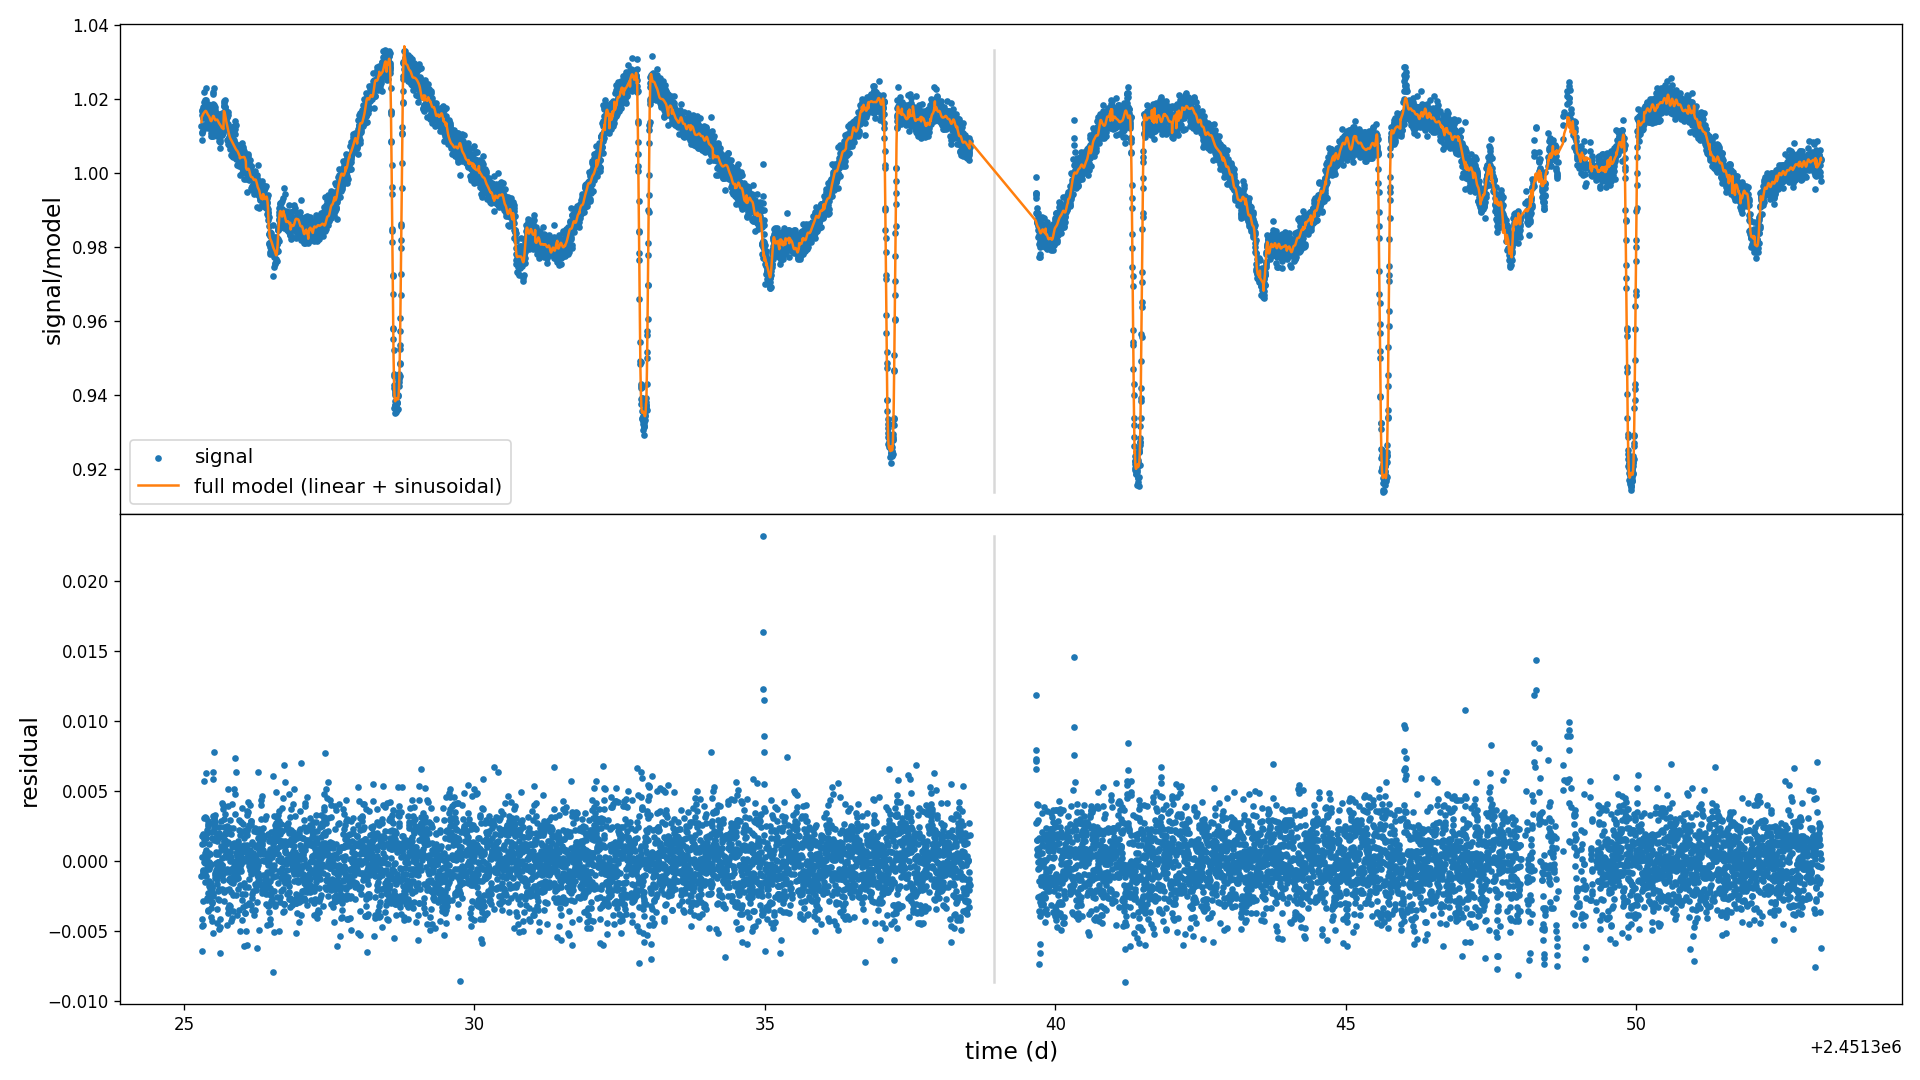 1.04
1.02
1.00
0.98
0.96
0.94
0.92
signal/model
signal
full model (linear + sinusoidal)
0.020
0.015
0.010
0.005
0.000
−0.005
−0.010
residual
25 30 35 40 45 50
time (d)
+2.4513e6